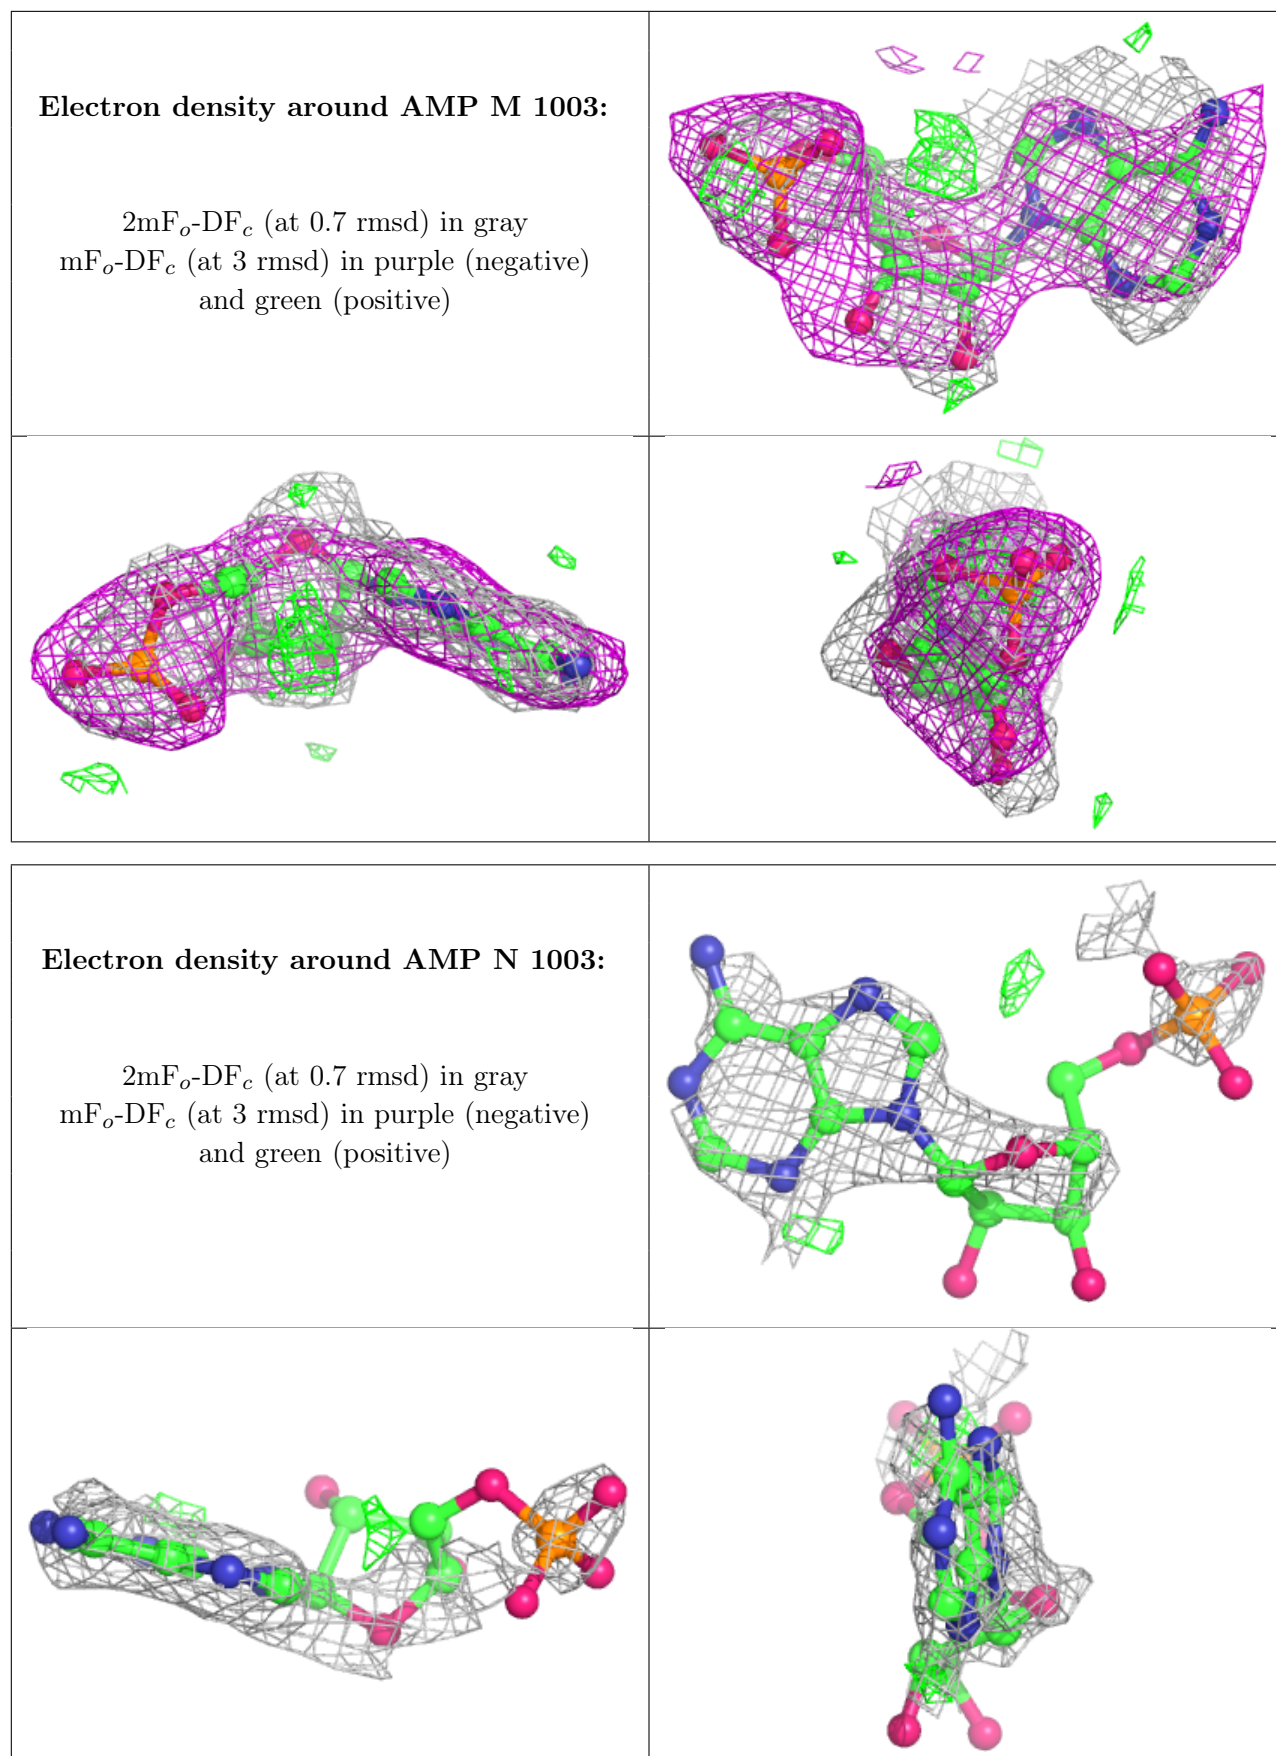 Electron density around AMP M 1003:
2mFo-DFc (at 0.7 rmsd) in gray
mFo-DFc (at 3 rmsd) in purple (negative)
and green (positive)
Electron density around AMP N 1003:
2mFo-DFc (at 0.7 rmsd) in gray
mFo-DFc (at 3 rmsd) in purple (negative)
and green (positive)